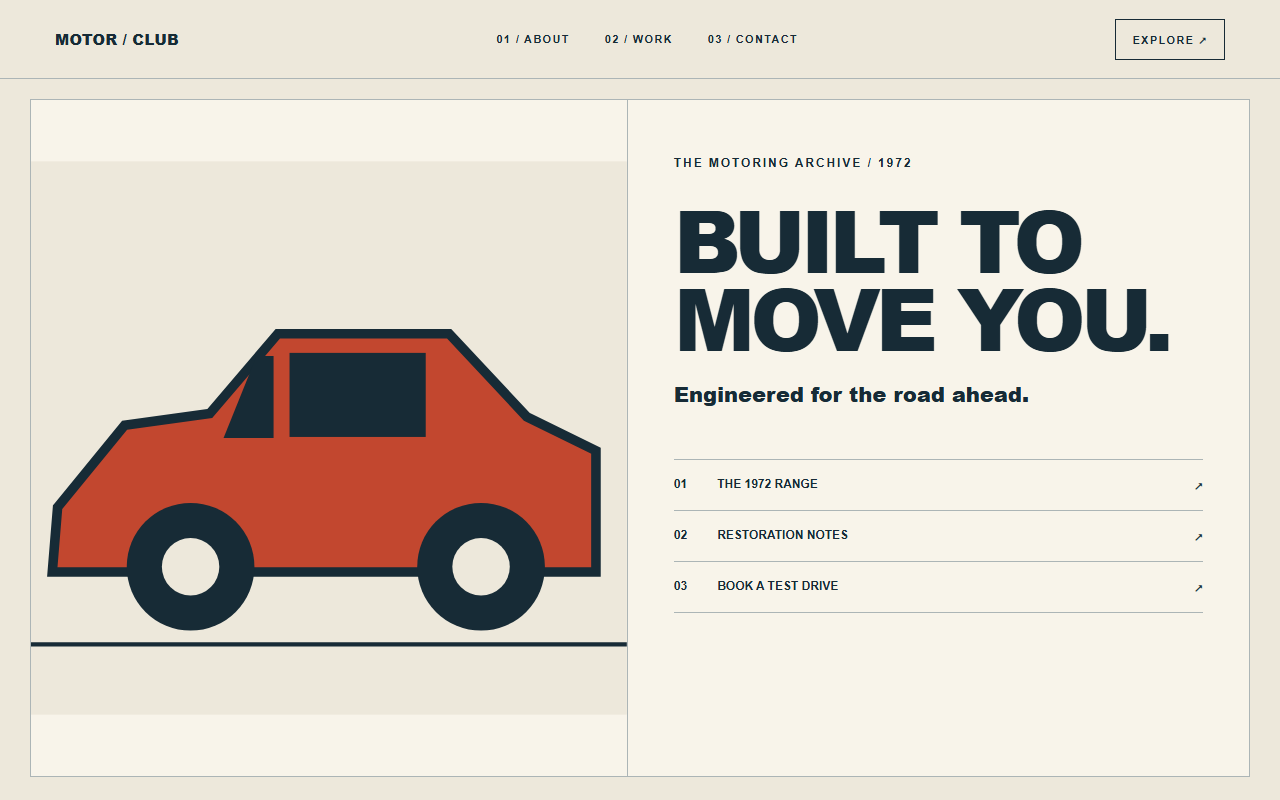 MOTOR / CLUB
01 / ABOUT
02 / WORK
03 / CONTACT
EXPLORE ↗
THE MOTORING ARCHIVE / 1972
BUILT TO
MOVE YOU.
Engineered for the road ahead.
01 THE 1972 RANGE ↗
02 RESTORATION NOTES ↗
03 BOOK A TEST DRIVE ↗